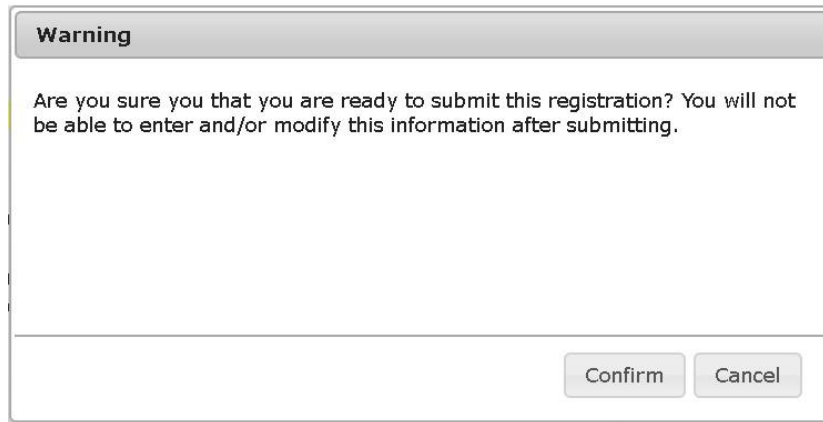 Warning
Are you sure you that you are ready to submit this registration? You will not
be able to enter and/or modify this information after submitting.
Confirm Cancel